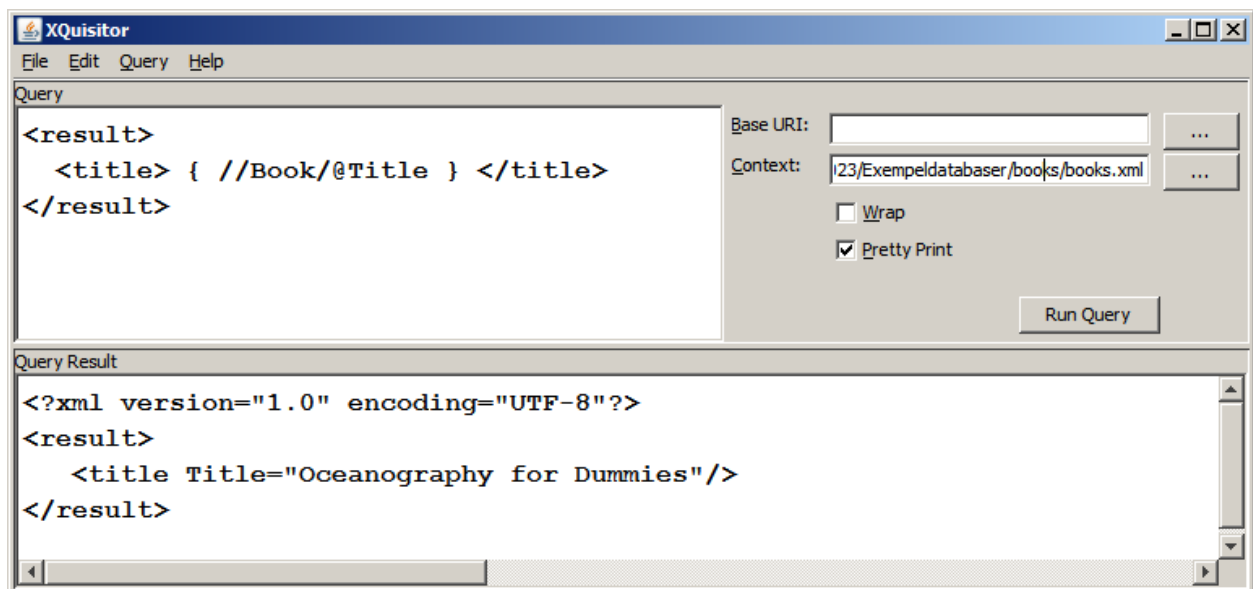 XQuisitor
File Edit Query Help
Query
<result>
  <title> { //Book/@Title } </title>
</result>
Base URI: ...
Context: )23/Exempeldatabaser/books/books.xml ...
Wrap
Pretty Print
Run Query
Query Result
<?xml version="1.0" encoding="UTF-8"?>
<result>
   <title Title="Oceanography for Dummies"/>
</result>